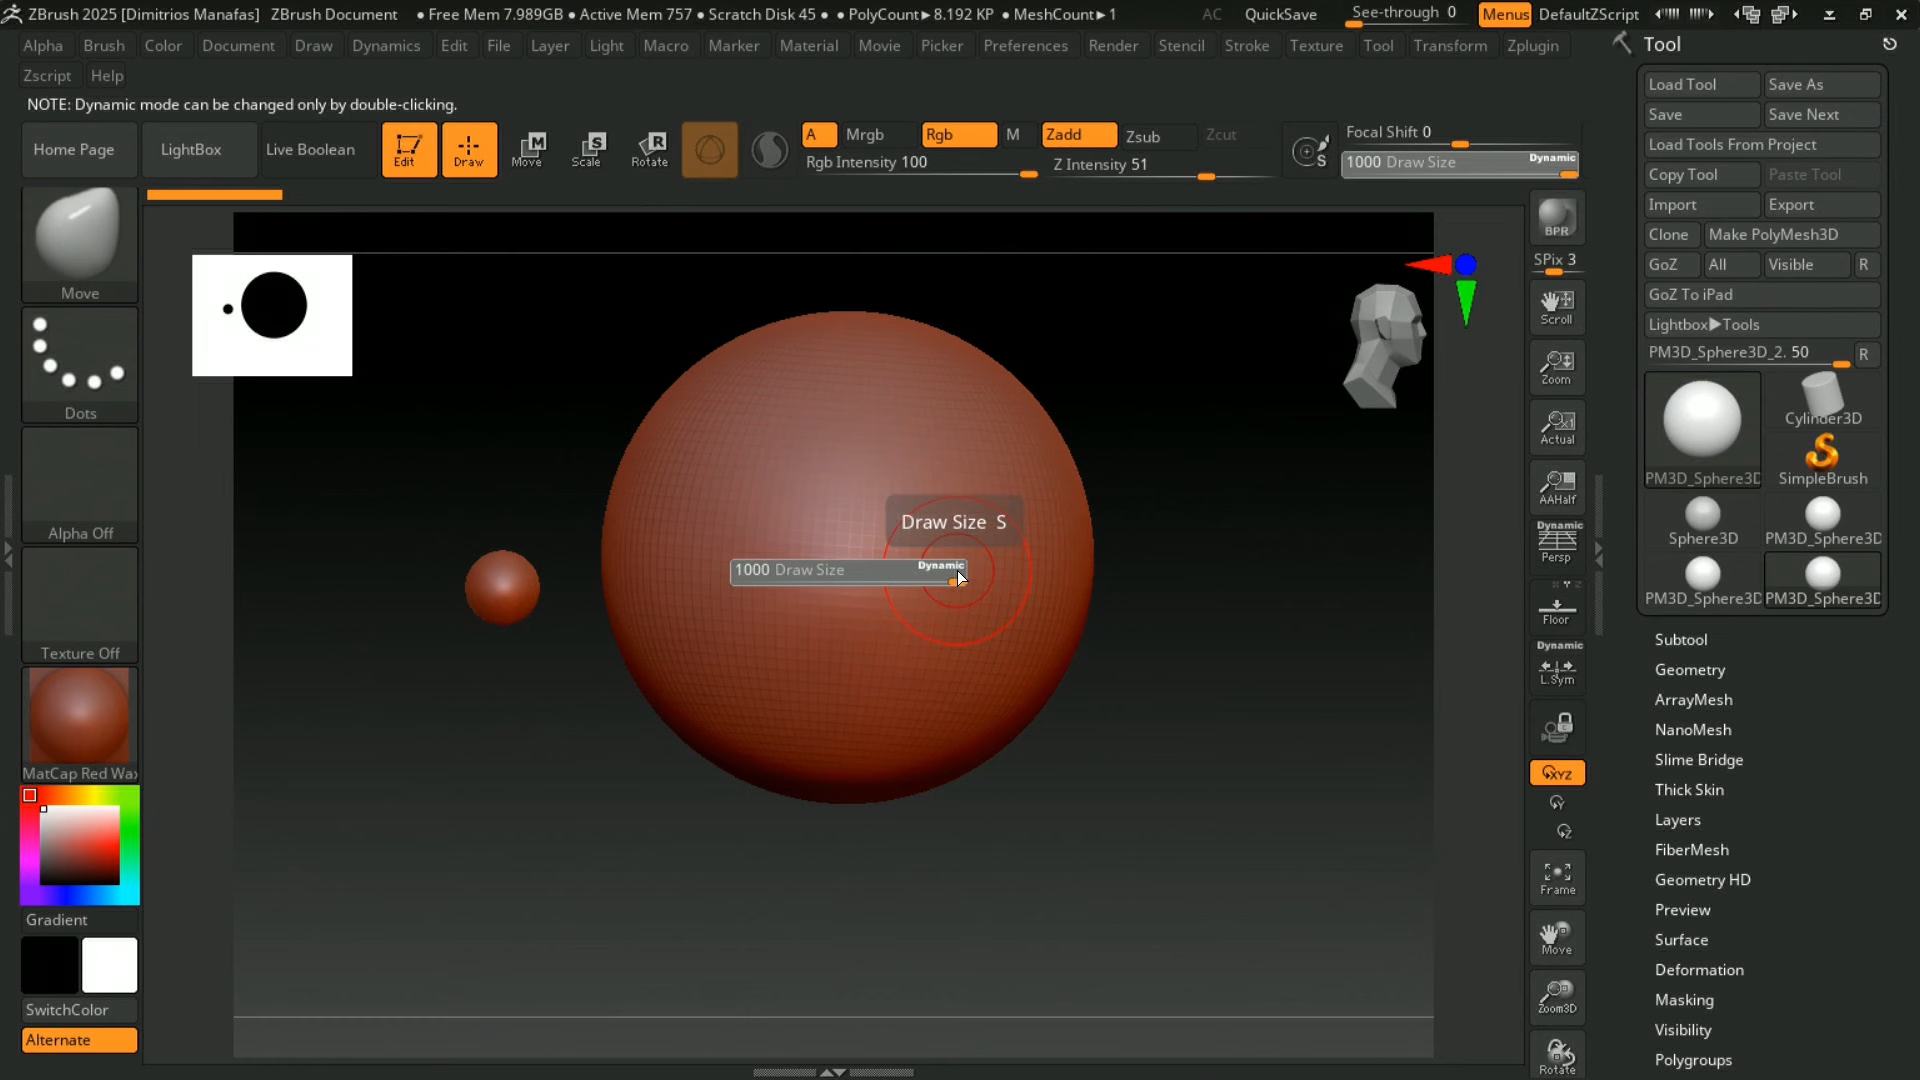 ZBrush 2025 [Dimitrios Manafas] ZBrush Document ● Free Mem 7.989GB ● Active Mem 757 ● Scratch Disk 45 ● ● PolyCount► 8.192 KP ● MeshCount► 1 AC QuickSave See-through 0 Menus DefaultZScript
Alpha Brush Color Document Draw Dynamics Edit File Layer Light Macro Marker Material Movie Picker Preferences Render Stencil Stroke Texture Tool Transform Zplugin
Zscript Help
NOTE: Dynamic mode can be changed only by double-clicking.
Home Page LightBox Live Boolean Edit Draw Move Scale Rotate A Mrgb Rgb M Zadd Zsub Zcut S Focal Shift 0
Rgb Intensity 100 Z Intensity 51 1000 Draw Size Dynamic
Move
Dots
Alpha Off
Texture Off
MatCap Red Wax
Gradient
SwitchColor
Alternate
Draw Size S
1000 Draw Size Dynamic
BPR
SPix 3
Scroll
Zoom
Actual
AAHalf
Dynamic
Persp
Floor
Dynamic
L.Sym
XYZ
Y
Z
Frame
Move
Zoom3D
Rotate
Tool
Load Tool Save As
Save Save Next
Load Tools From Project
Copy Tool Paste Tool
Import Export
Clone Make PolyMesh3D
GoZ All Visible R
GoZ To iPad
Lightbox►Tools
PM3D_Sphere3D_2. 50 R
Cylinder3D
PM3D_Sphere3D SimpleBrush
Sphere3D PM3D_Sphere3D
PM3D_Sphere3D PM3D_Sphere3D
Subtool
Geometry
ArrayMesh
NanoMesh
Slime Bridge
Thick Skin
Layers
FiberMesh
Geometry HD
Preview
Surface
Deformation
Masking
Visibility
Polygroups